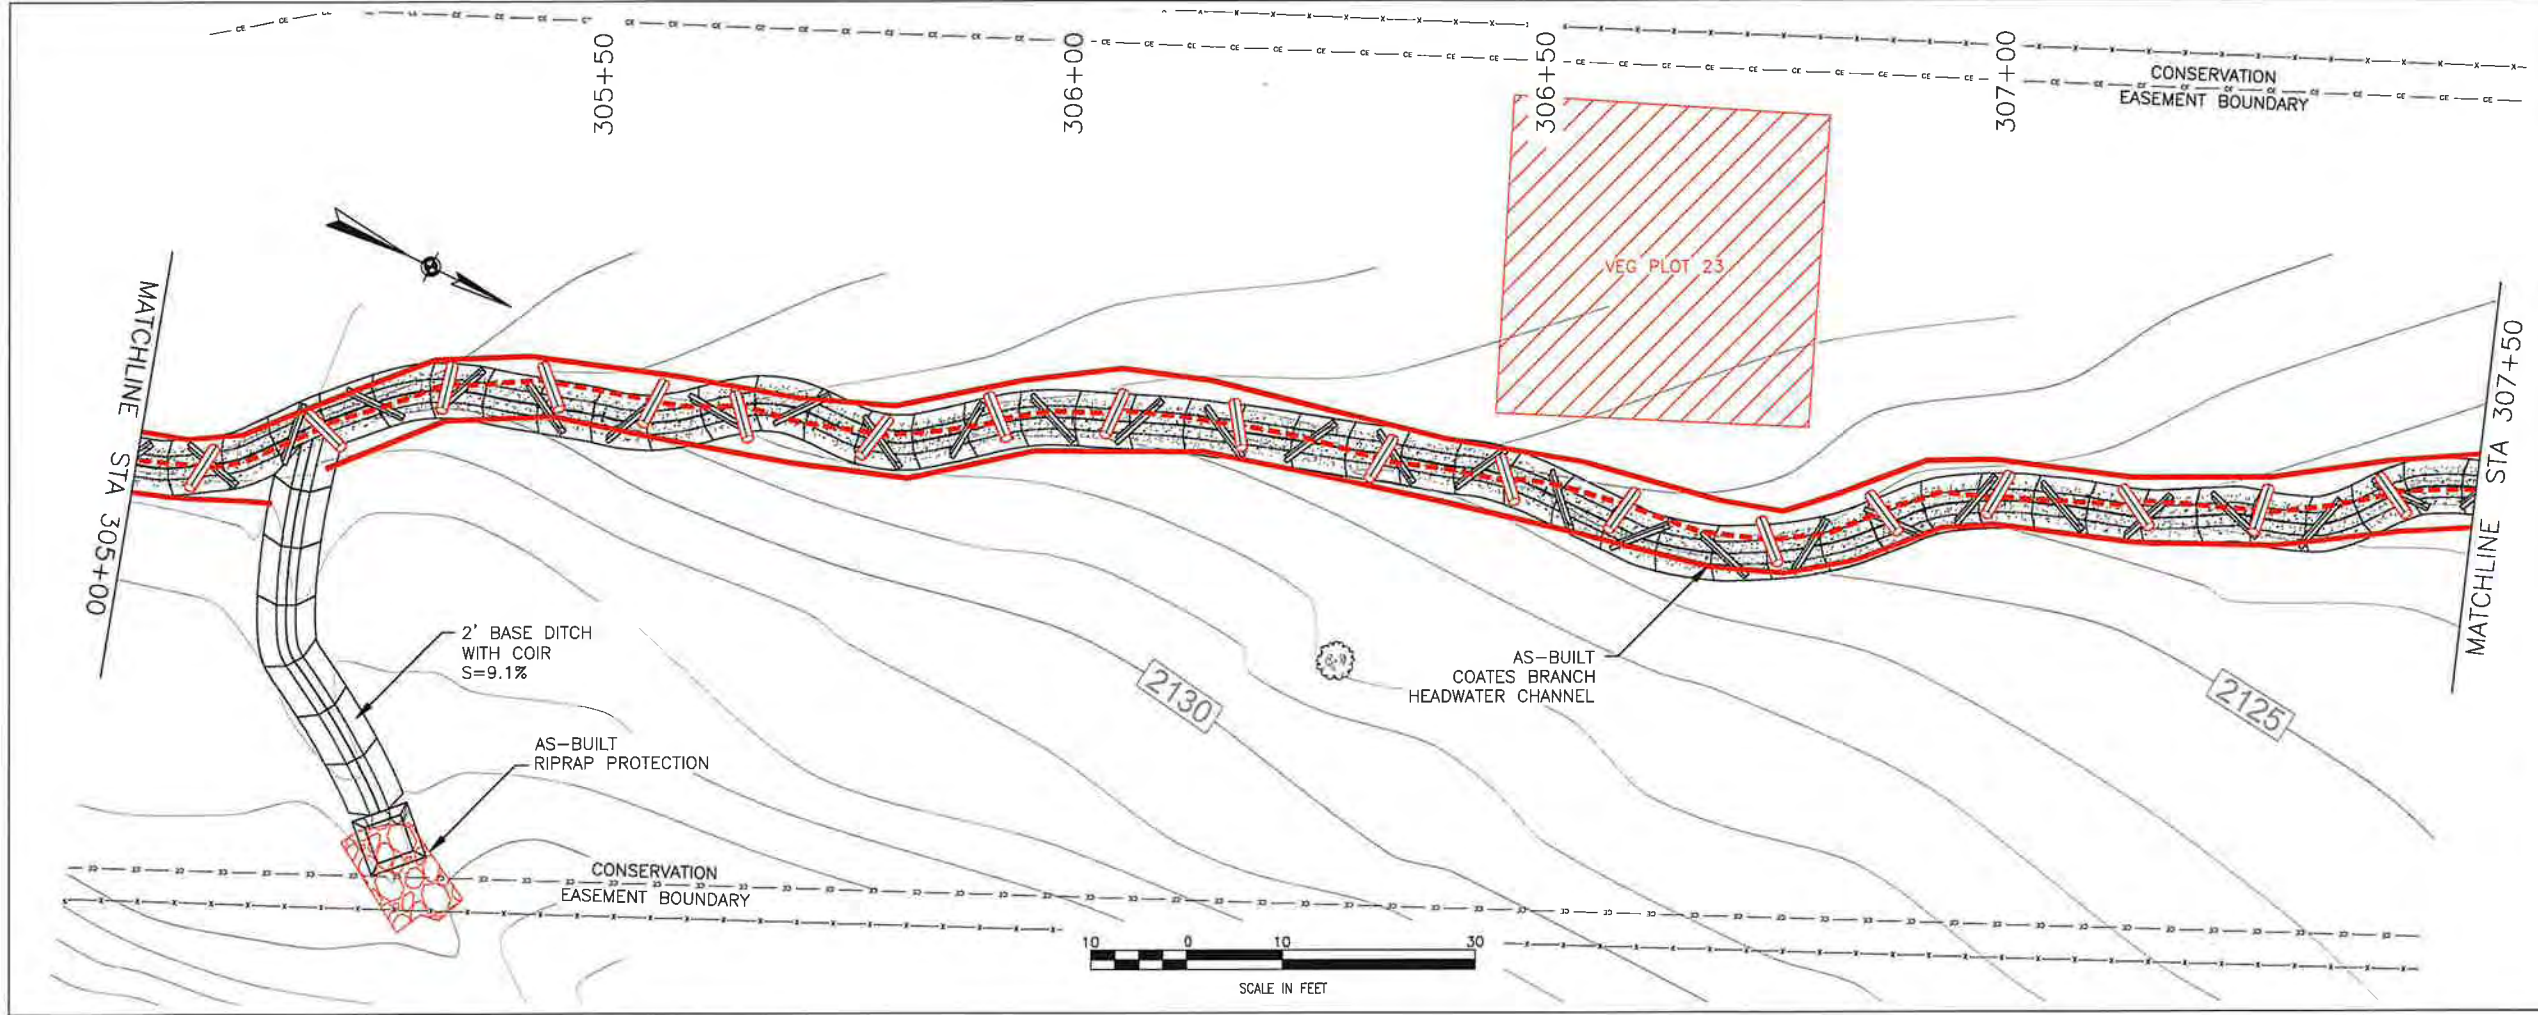 305+50
306+00
306+50
307+00
CONSERVATION
EASEMENT BOUNDARY
VEG PLOT 23
MATCHLINE STA 305+00
MATCHLINE STA 307+50
2' BASE DITCH
WITH COIR
S=9.1%
AS-BUILT
COATES BRANCH
HEADWATER CHANNEL
2130
2125
AS-BUILT
RIPRAP PROTECTION
CONSERVATION
EASEMENT BOUNDARY
10 0 10 30
SCALE IN FEET